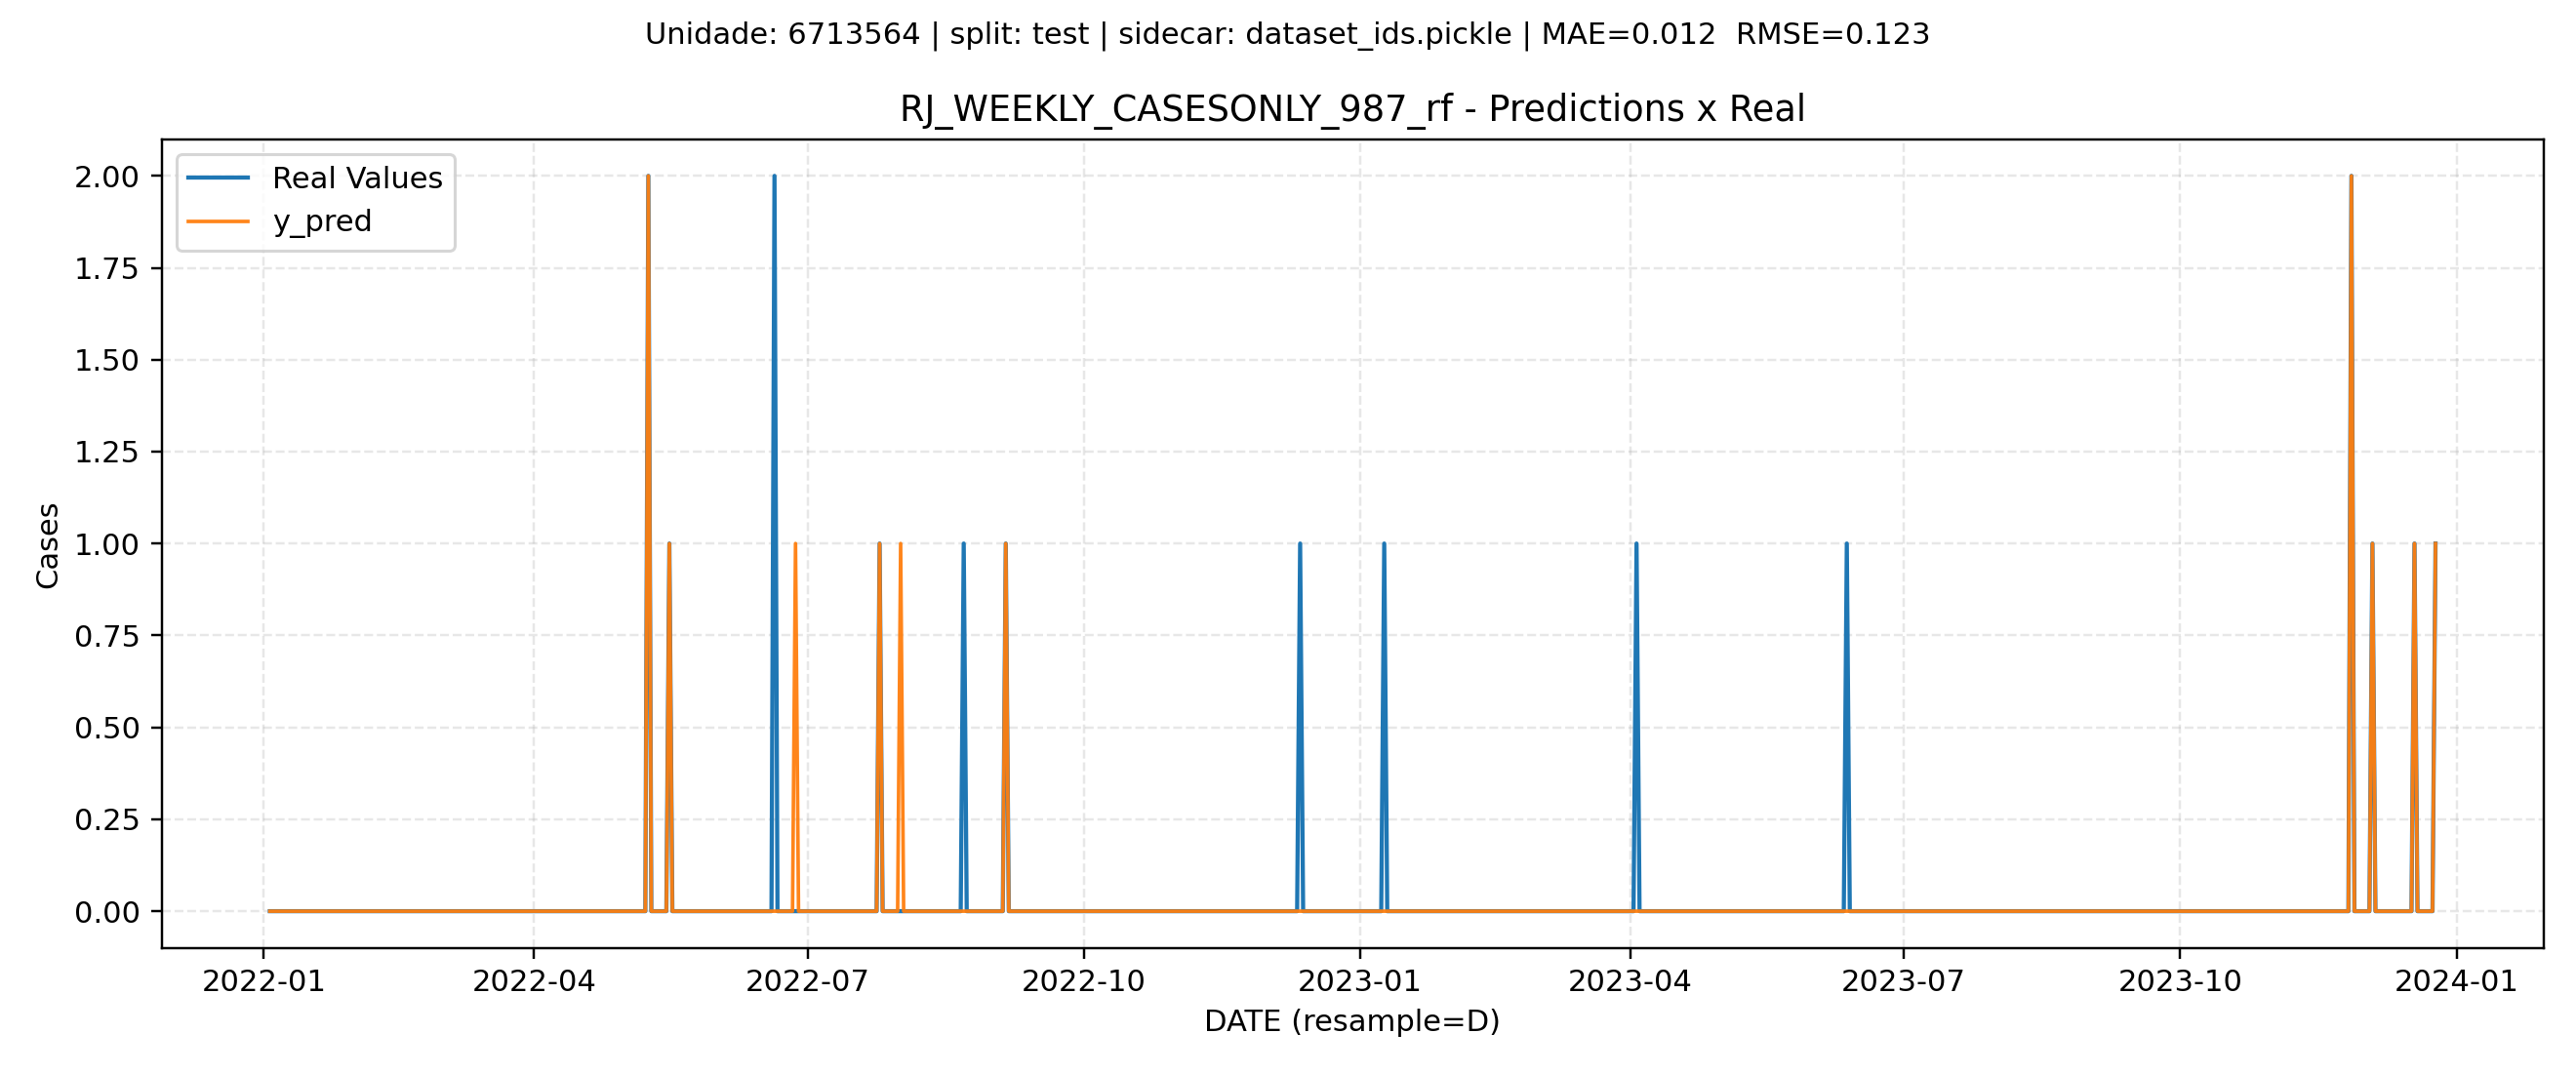 Unidade: 6713564 | split: test | sidecar: dataset_ids.pickle | MAE=0.012  RMSE=0.123
RJ_WEEKLY_CASESONLY_987_rf - Predictions x Real
Real Values
y_pred
2.00
1.75
1.50
1.25
1.00
0.75
0.50
0.25
0.00
Cases
2022-01 2022-04 2022-07 2022-10 2023-01 2023-04 2023-07 2023-10 2024-01
DATE (resample=D)